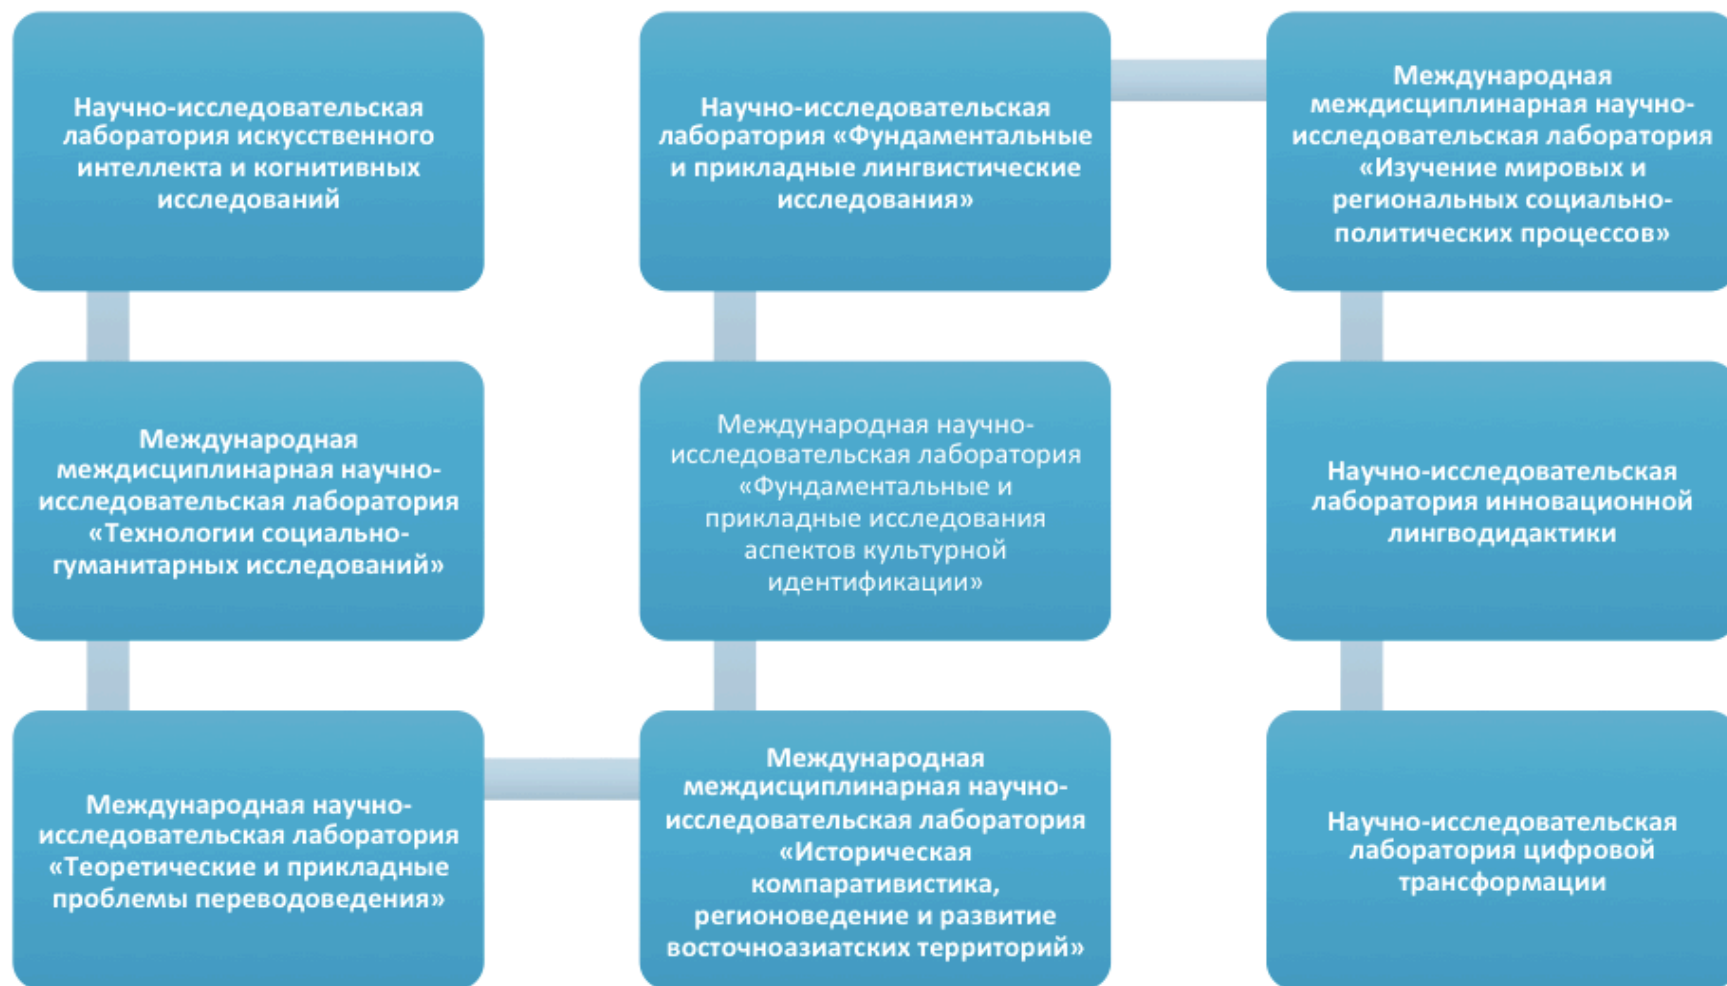 Научно-исследовательская
лаборатория искусственного
интеллекта и когнитивных
исследований
Международная
междисциплинарная научно-
исследовательская лаборатория
«Технологии социально-
гуманитарных исследований»
Международная научно-
исследовательская лаборатория
«Теоретические и прикладные
проблемы переводоведения»
Международная
междисциплинарная научно-
исследовательская лаборатория
«Историческая
компаративистика,
регионоведение и развитие
восточноазиатских территорий»
Международная научно-
исследовательская лаборатория
«Фундаментальные и
прикладные исследования
аспектов культурной
идентификации»
Научно-исследовательская
лаборатория «Фундаментальные
и прикладные лингвистические
исследования»
Международная
междисциплинарная научно-
исследовательская лаборатория
«Изучение мировых и
региональных социально-
политических процессов»
Научно-исследовательская
лаборатория инновационной
лингводидактики
Научно-исследовательская
лаборатория цифровой
трансформации